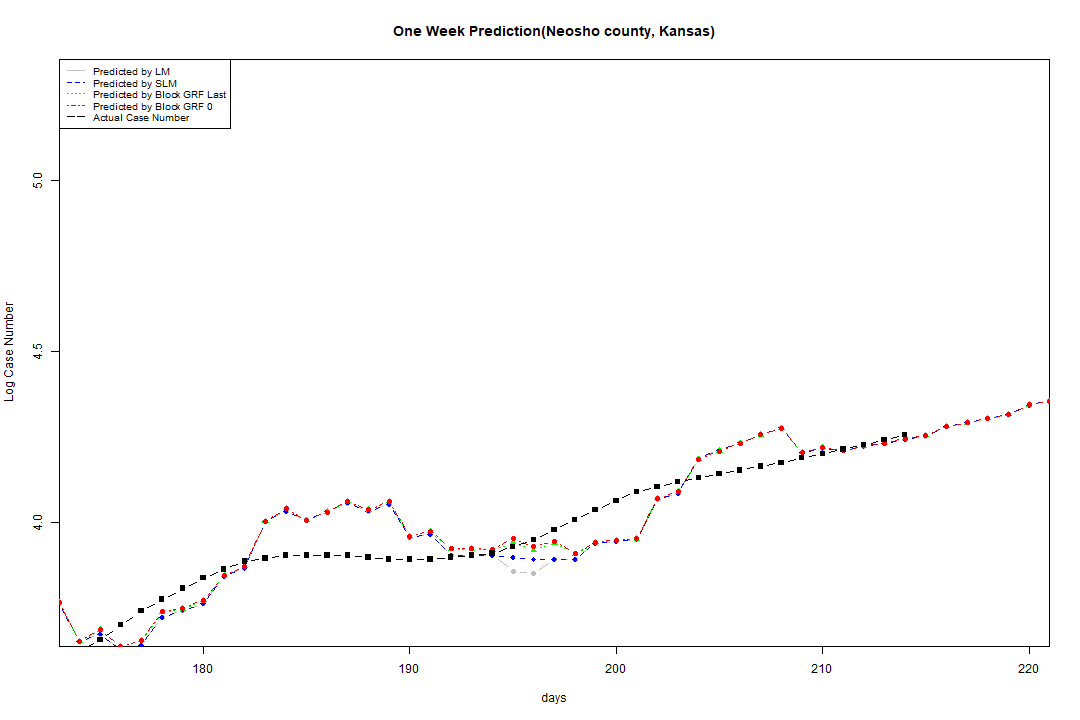 One Week Prediction(Neosho county, Kansas)
Predicted by LM
Predicted by SLM
Predicted by Block GRF Last
Predicted by Block GRF 0
Actual Case Number
5.0
4.5
4.0
Log Case Number
180 190 200 210 220
days